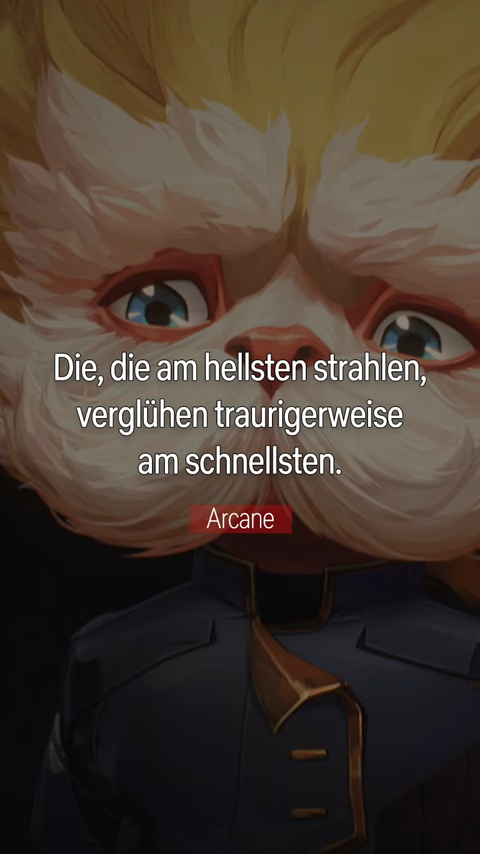 Die, die am hellsten strahlen,
verglühen traurigerweise
am schnellsten.
Arcane